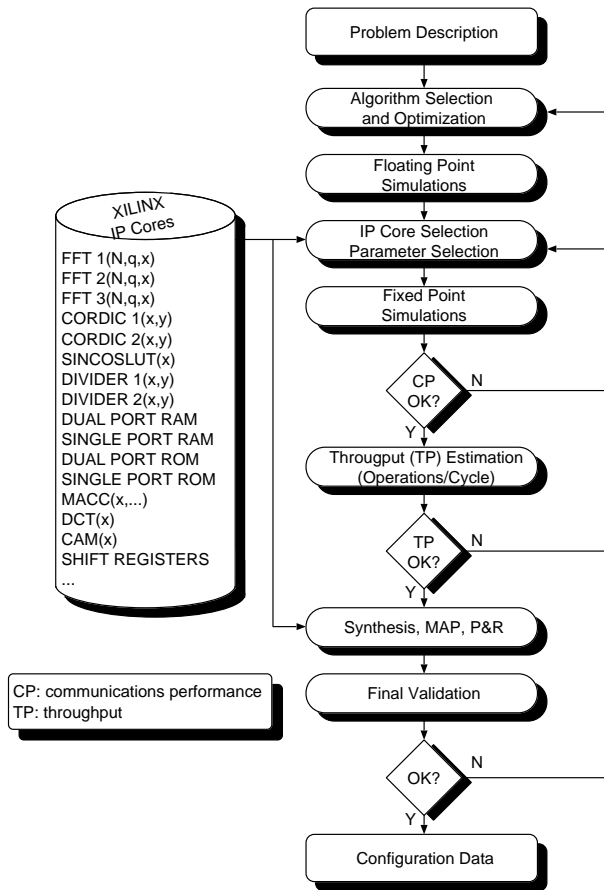 Problem Description
Algorithm Selection
and Optimization
Floating Point
Simulations
XILINX
IP Cores
FFT 1(N,q,x)
FFT 2(N,q,x)
FFT 3(N,q,x)
CORDIC 1(x,y)
CORDIC 2(x,y)
SINCOSLUT(x)
DIVIDER 1(x,y)
DIVIDER 2(x,y)
DUAL PORT RAM
SINGLE PORT RAM
DUAL PORT ROM
SINGLE PORT ROM
MACC(x,...)
DCT(x)
CAM(x)
SHIFT REGISTERS
...
IP Core Selection
Parameter Selection
Fixed Point
Simulations
CP
OK?
N
Y
Througput (TP) Estimation
(Operations/Cycle)
TP
OK?
N
Y
Synthesis, MAP, P&R
CP: communications performance
TP: throughput
Final Validation
OK?
N
Y
Configuration Data